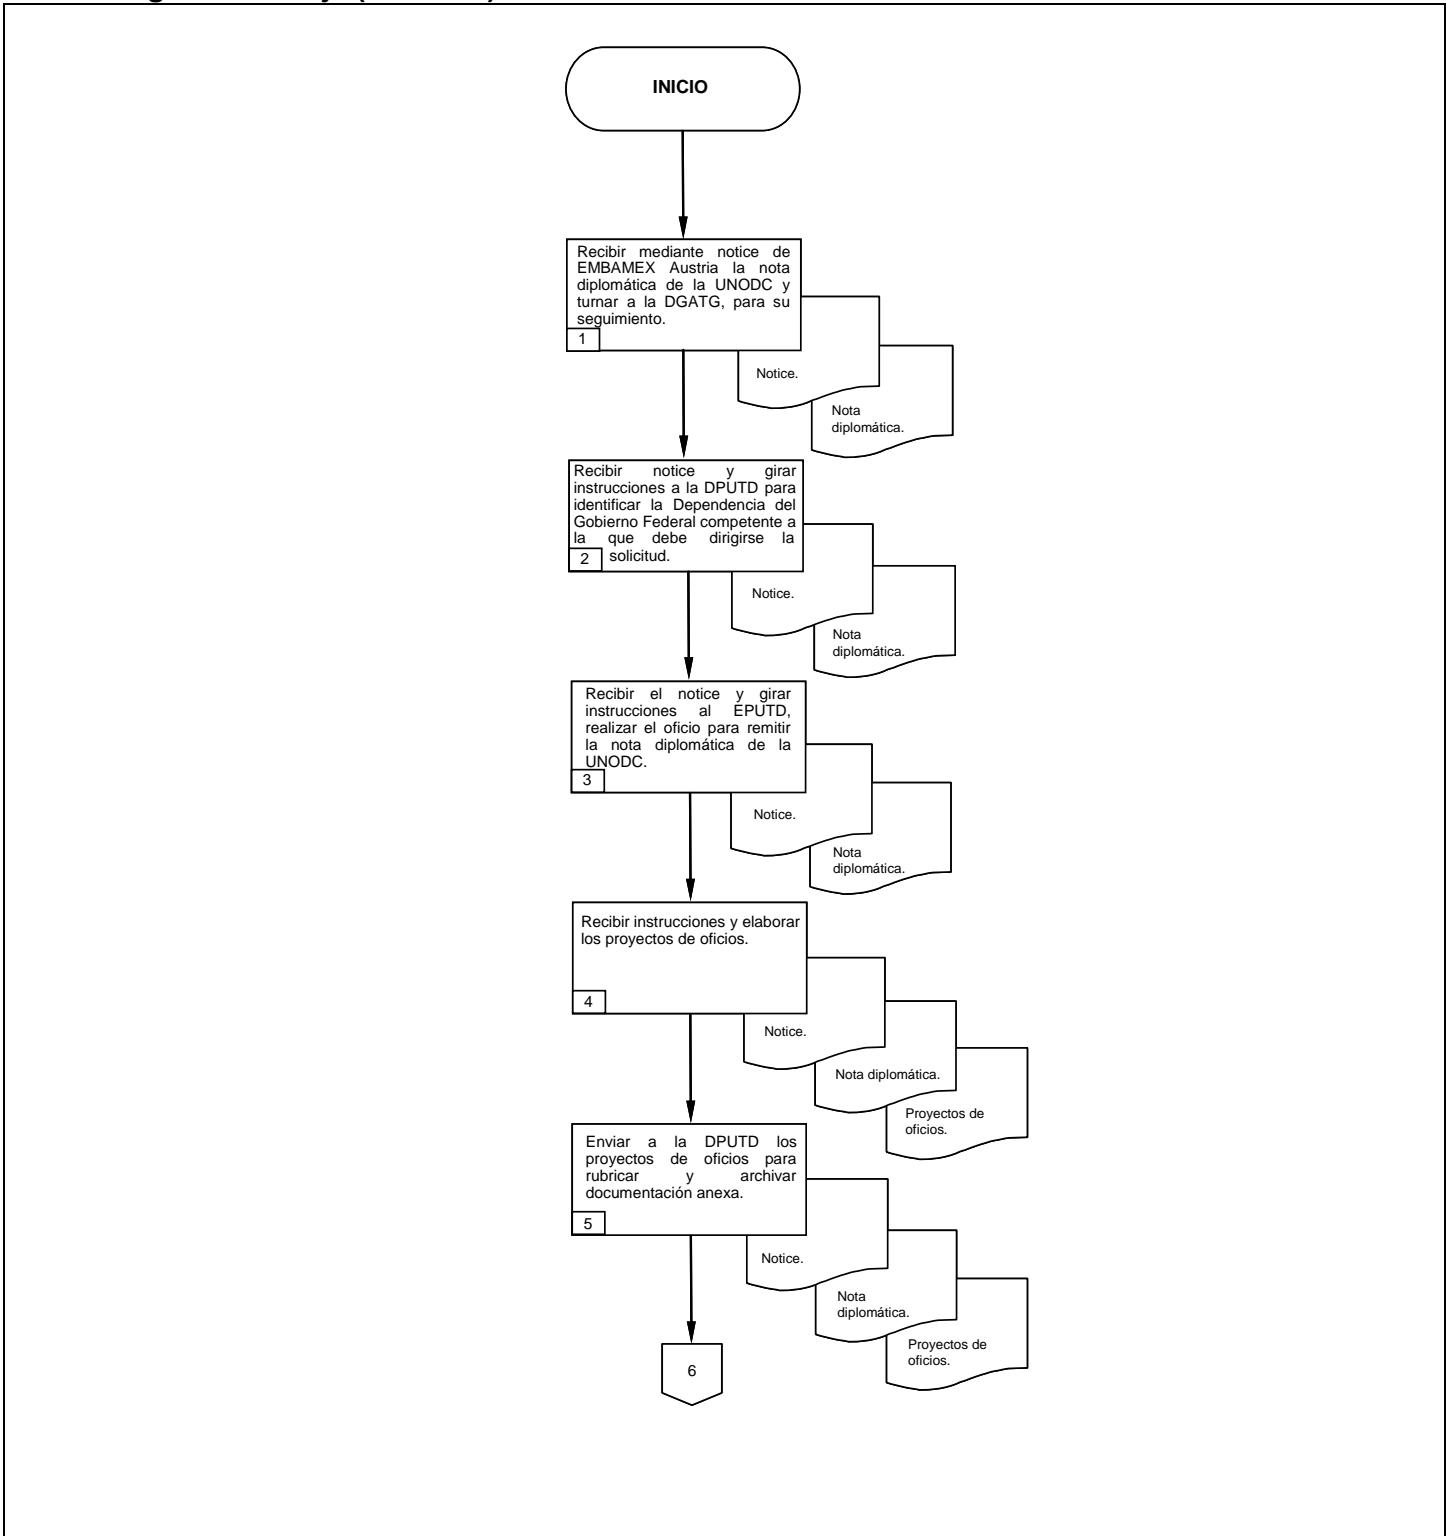 INICIO
Recibir mediante notice de
EMBAMEX Austria la nota
diplomática de la UNODC y
turnar a la DGATG, para su
seguimiento.
1
Notice.
Nota
diplomática.
Recibir notice y girar
instrucciones a la DPUTD para
identificar la Dependencia del
Gobierno Federal competente a
la que debe dirigirse la
solicitud.
2
Notice.
Nota
diplomática.
Recibir el notice y girar
instrucciones al EPUTD,
realizar el oficio para remitir
la nota diplomática de la
UNODC.
3
Notice.
Nota
diplomática.
Recibir instrucciones y elaborar
los proyectos de oficios.
4
Notice.
Nota diplomática.
Proyectos de
oficios.
Enviar a la DPUTD los
proyectos de oficios para
rubricar y archivar
documentación anexa.
5
Notice.
Nota
diplomática.
Proyectos de
oficios.
6